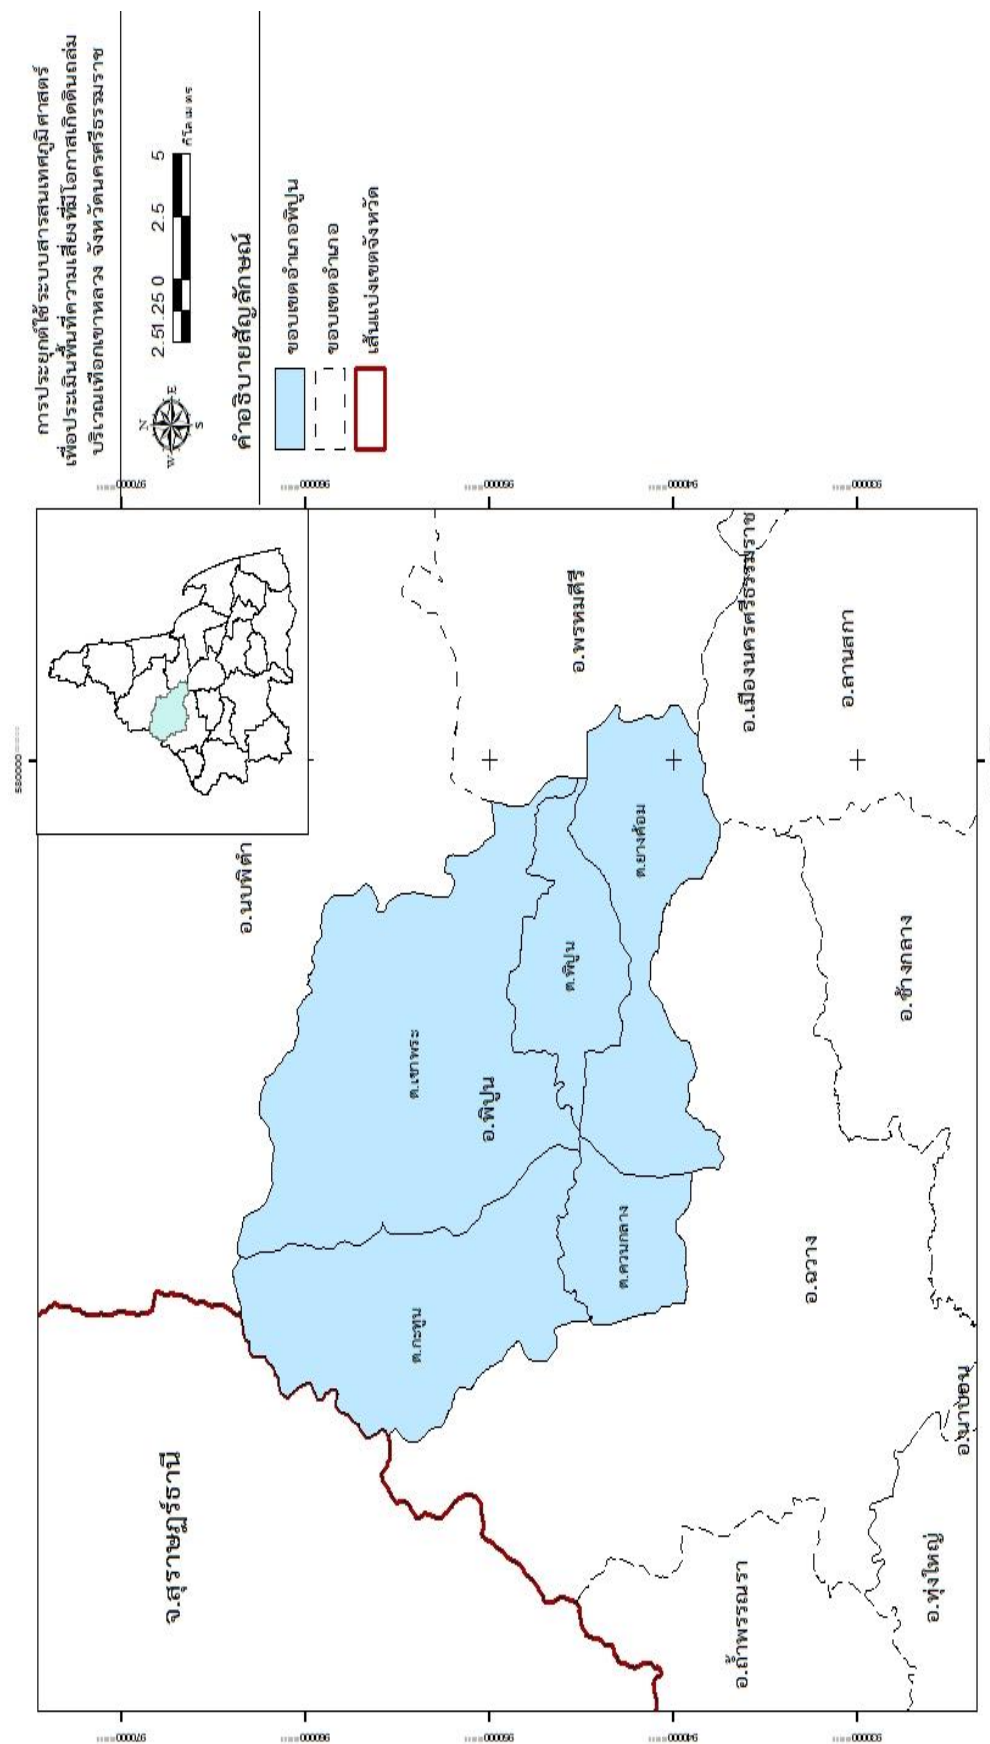 การประยุกต์ใช้ระบบสารสนเทศภูมิศาสตร์
เพื่อประเมินพื้นที่ความเสี่ยงที่มีโอกาสเกิดดินถล่ม
บริเวณเทือกเขาหลวง จังหวัดนครศรีธรรมราช
N
W
E
S
2.5 1.25 0 2.5 5
กิโลเมตร
คำอธิบายสัญลักษณ์
ขอบเขตอำเภอพิปูน
ขอบเขตอำเภอ
เส้นแบ่งเขตจังหวัด
จ.สุราษฎร์ธานี
อ.นบพิตำ
ต.กะทูน
ต.เขาพระ
อ.พิปูน
ต.พิปูน
อ.พรหมคีรี
ต.ควนกลาง
ต.ยางค้อม
อ.ถ้ำพรรณรา
อ.ฉวาง
อ.เมืองนครศรีธรรมราช
อ.ลานสกา
อ.ช้างกลาง
อ.ทุ่งใหญ่
อ.นาบอน